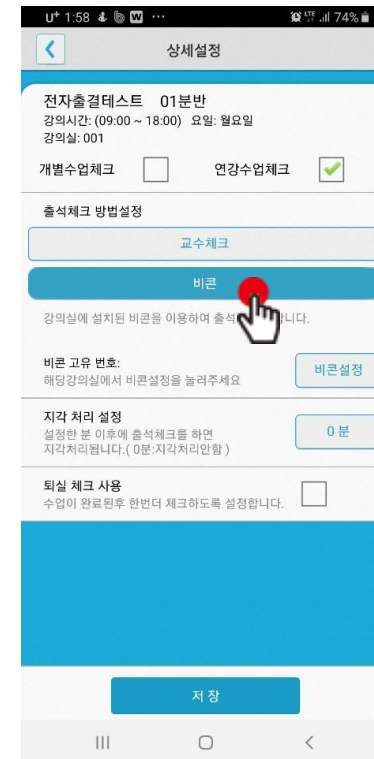 U⁺ 1:58 W ··· LTE 74%
상세설정
전자출결테스트 01분반
강의시간: (09:00 ~ 18:00) 요일: 월요일
강의실: 001
개별수업체크 연강수업체크
출석체크 방법설정
교수체크
비콘
강의실에 설치된 비콘을 이용하여 출석 니다.
비콘 고유 번호:
해당강의실에서 비콘설정을 눌러주세요
비콘설정
지각 처리 설정
설정한 분 이후에 출석체크를 하면
지각처리됩니다.( 0분:지각처리안함 )
0 분
퇴실 체크 사용
수업이 완료된후 한번더 체크하도록 설정합니다.
저 장